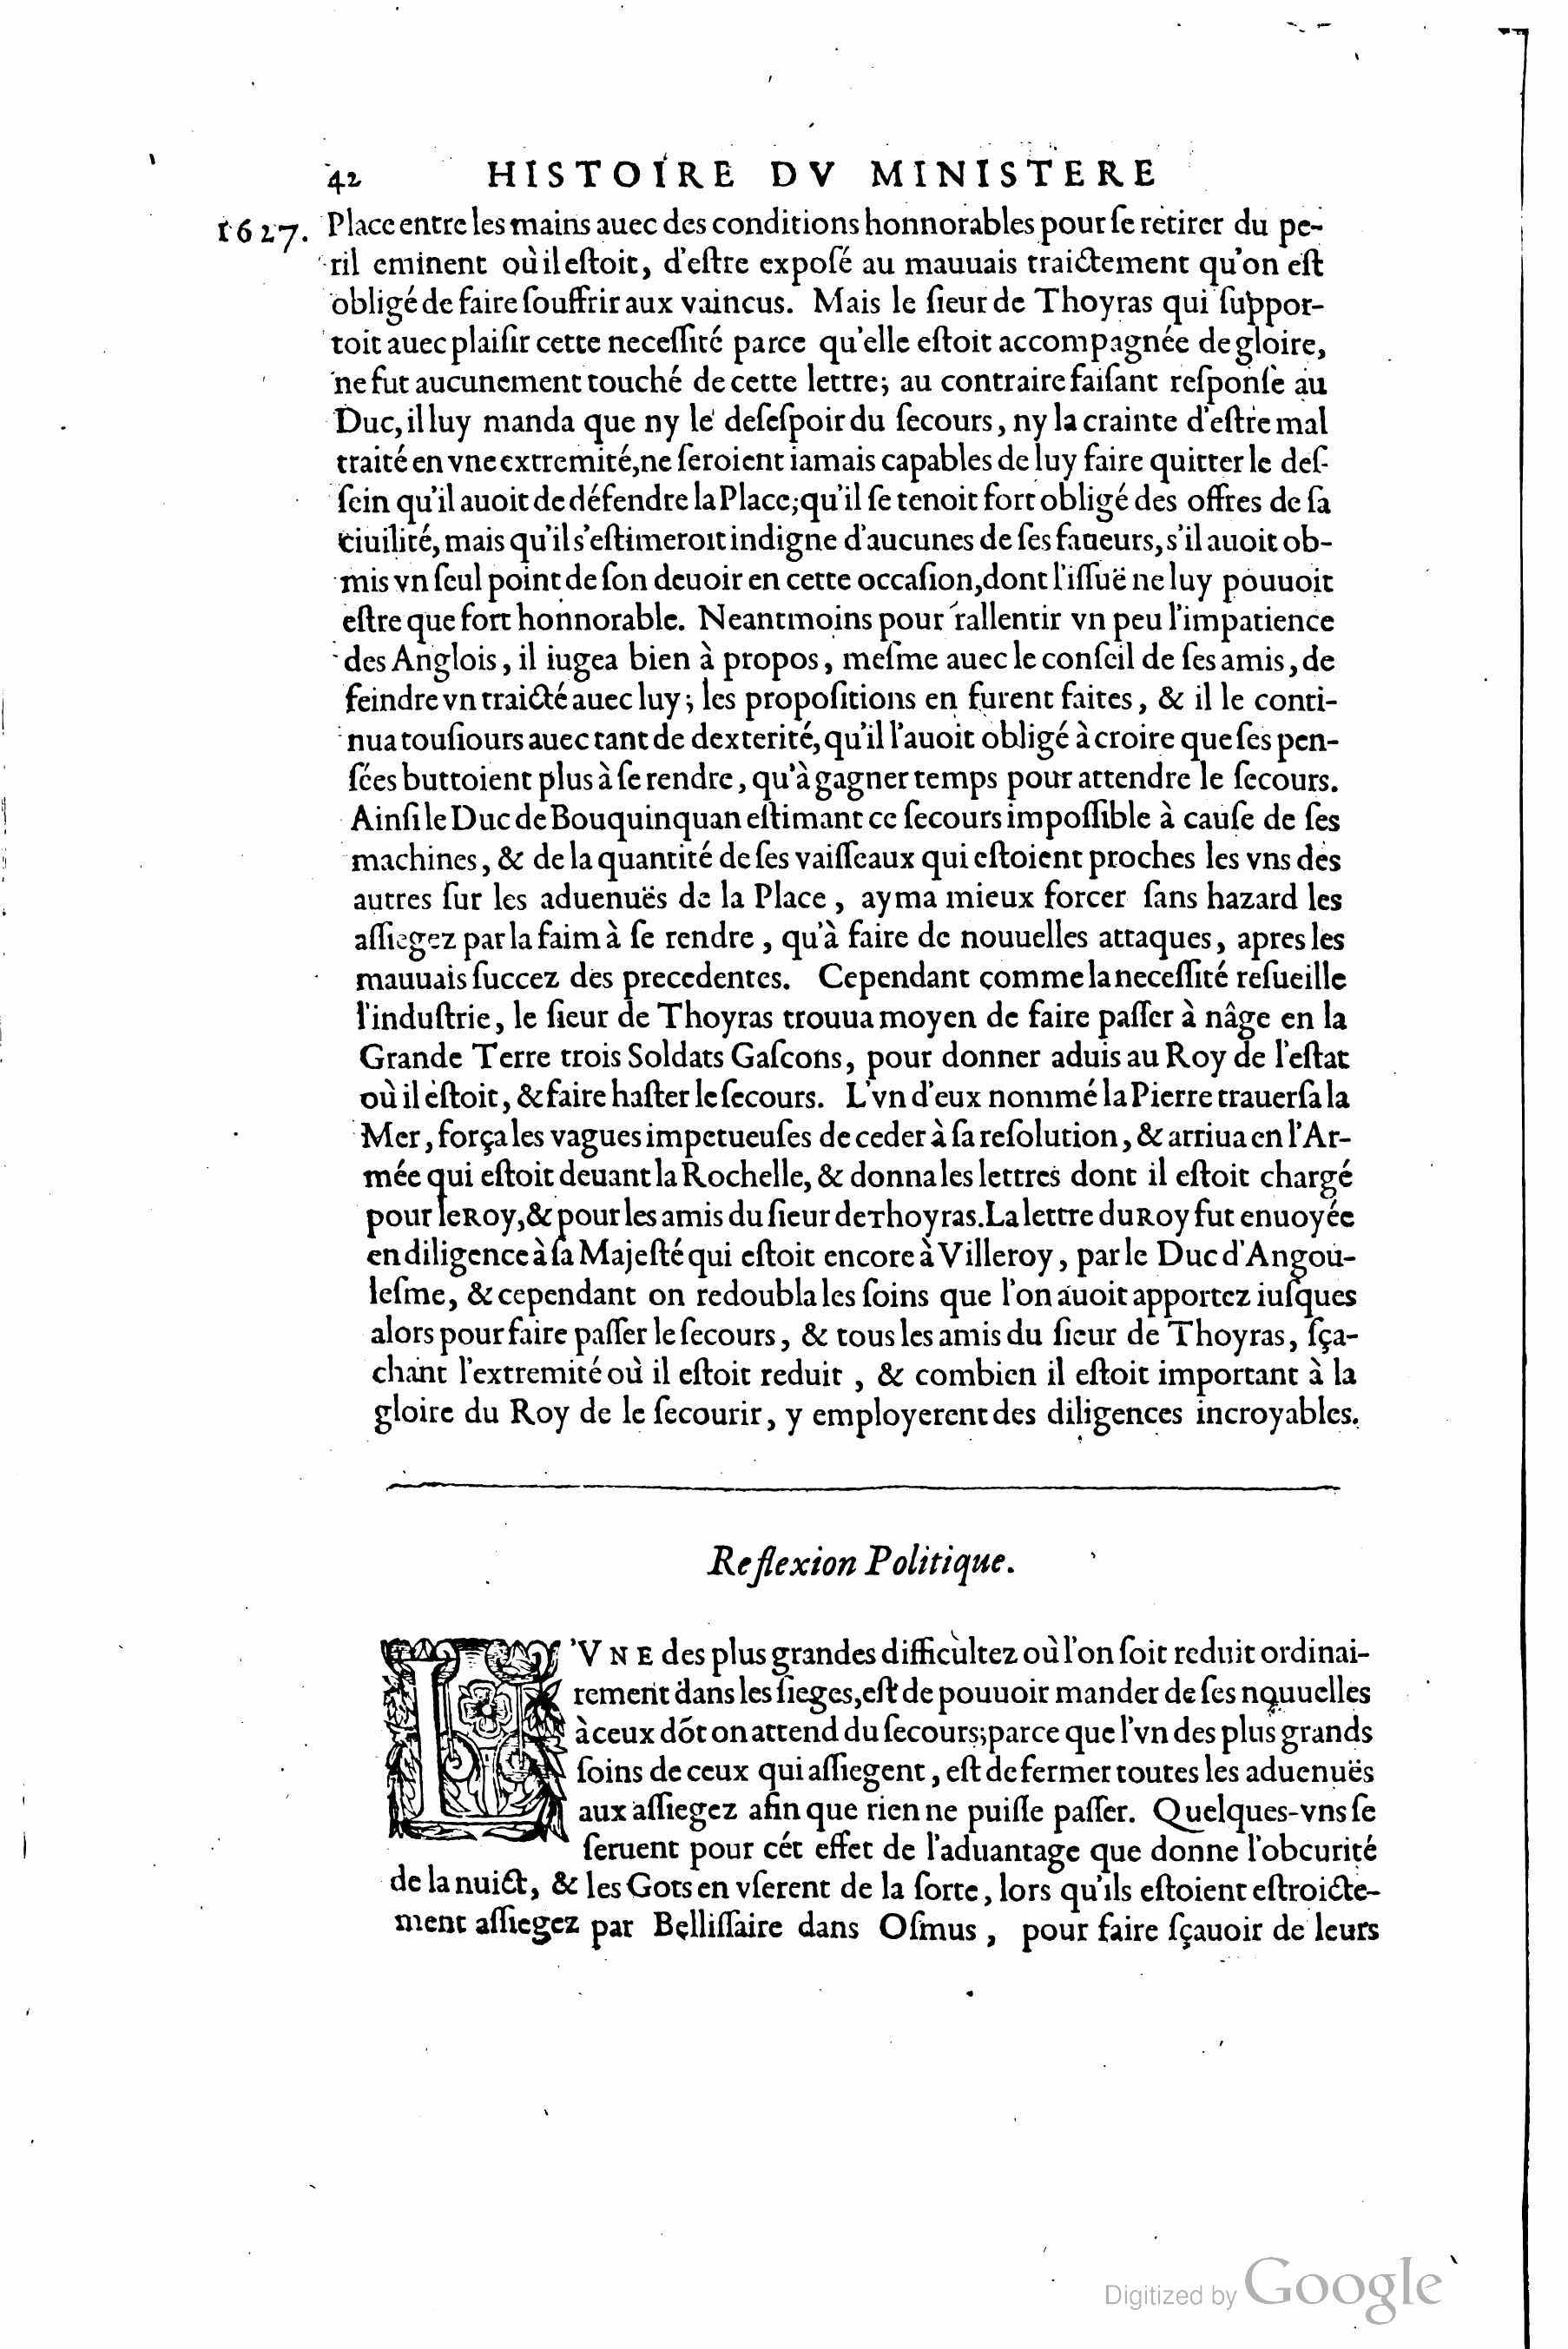 42 HISTOIRE DV MINISTERE
1627. Place entre les mains auec des conditions honnorables pour ſe retirer du pe-
ril eminent où il eſtoit, d'eſtre expoſé au mauuais traictement qu'on eſt
obligé de faire ſouffrir aux vaincus. Mais le ſieur de Thoyras qui ſuppor-
toit auec plaiſir cette neceſſité parce qu'elle eſtoit accompagnée de gloire,
ne fut aucunement touché de cette lettre; au contraire faiſant reſponſe au
Duc, il luy manda que ny le deſeſpoir du ſecours, ny la crainte d'eſtre mal
traité en vne extremité, ne ſeroient iamais capables de luy faire quitter le deſ-
ſein qu'il auoit de défendre la Place; qu'il ſe tenoit fort obligé des offres de ſa
ciuilité, mais qu'il s'eſtimeroit indigne d'aucunes de ſes faueurs, s'il auoit ob-
mis vn ſeul point de ſon deuoir en cette occaſion, dont l'iſſuë ne luy pouuoit
eſtre que fort honnorable. Neantmoins pour rallentir vn peu l'impatience
des Anglois, il iugea bien à propos, meſme auec le conſeil de ſes amis, de
feindre vn traicté auec luy; les propoſitions en furent faites, & il le conti-
nua touſiours auec tant de dexterité, qu'il l'auoit obligé à croire que ſes pen-
ſées buttoient plus à ſe rendre, qu'à gagner temps pour attendre le ſecours.
Ainſi le Duc de Bouquinquan eſtimant ce ſecours impoſſible à cauſe de ſes
machines, & de la quantité de ſes vaiſſeaux qui eſtoient proches les vns des
autres ſur les aduenuës de la Place, ayma mieux forcer ſans hazard les
aſſiegez par la faim à ſe rendre, qu'à faire de nouuelles attaques, apres les
mauuais ſuccez des precedentes. Cependant comme la neceſſité reſueille
l'induſtrie, le ſieur de Thoyras trouua moyen de faire paſſer à nâge en la
Grande Terre trois Soldats Gaſcons, pour donner aduis au Roy de l'eſtat
où il eſtoit, & faire haſter le ſecours. L'vn d'eux nommé la Pierre trauerſa la
Mer, força les vagues impetueuſes de ceder à ſa reſolution, & arriua en l'Ar-
mée qui eſtoit deuant la Rochelle, & donna les lettres dont il eſtoit chargé
pour le Roy, & pour les amis du ſieur de Thoyras. La lettre du Roy fut enuoyée
en diligence à ſa Majeſté qui eſtoit encore à Villeroy, par le Duc d'Angou-
leſme, & cependant on redoubla les ſoins que l'on auoit apportez iuſques
alors pour faire paſſer le ſecours, & tous les amis du ſieur de Thoyras, ſça-
chant l'extremité où il eſtoit reduit, & combien il eſtoit important à la
gloire du Roy de le ſecourir, y employerent des diligences incroyables.
Reflexion Politique.
L'VNE des plus grandes difficultez où l'on ſoit reduit ordinai-
rement dans les ſieges, eſt de pouuoir mander de ſes nouuelles
à ceux dõt on attend du ſecours; parce que l'vn des plus grands
ſoins de ceux qui aſſiegent, eſt de fermer toutes les aduenuës
aux aſſiegez afin que rien ne puiſſe paſſer. Quelques-vns ſe
ſeruent pour cét effet de l'aduantage que donne l'obcurité
de la nuict, & les Gots en vſerent de la ſorte, lors qu'ils eſtoient eſtroicte-
ment aſſiegez par Belliſſaire dans Oſmus, pour faire ſçauoir de leurs
Digitized by Google